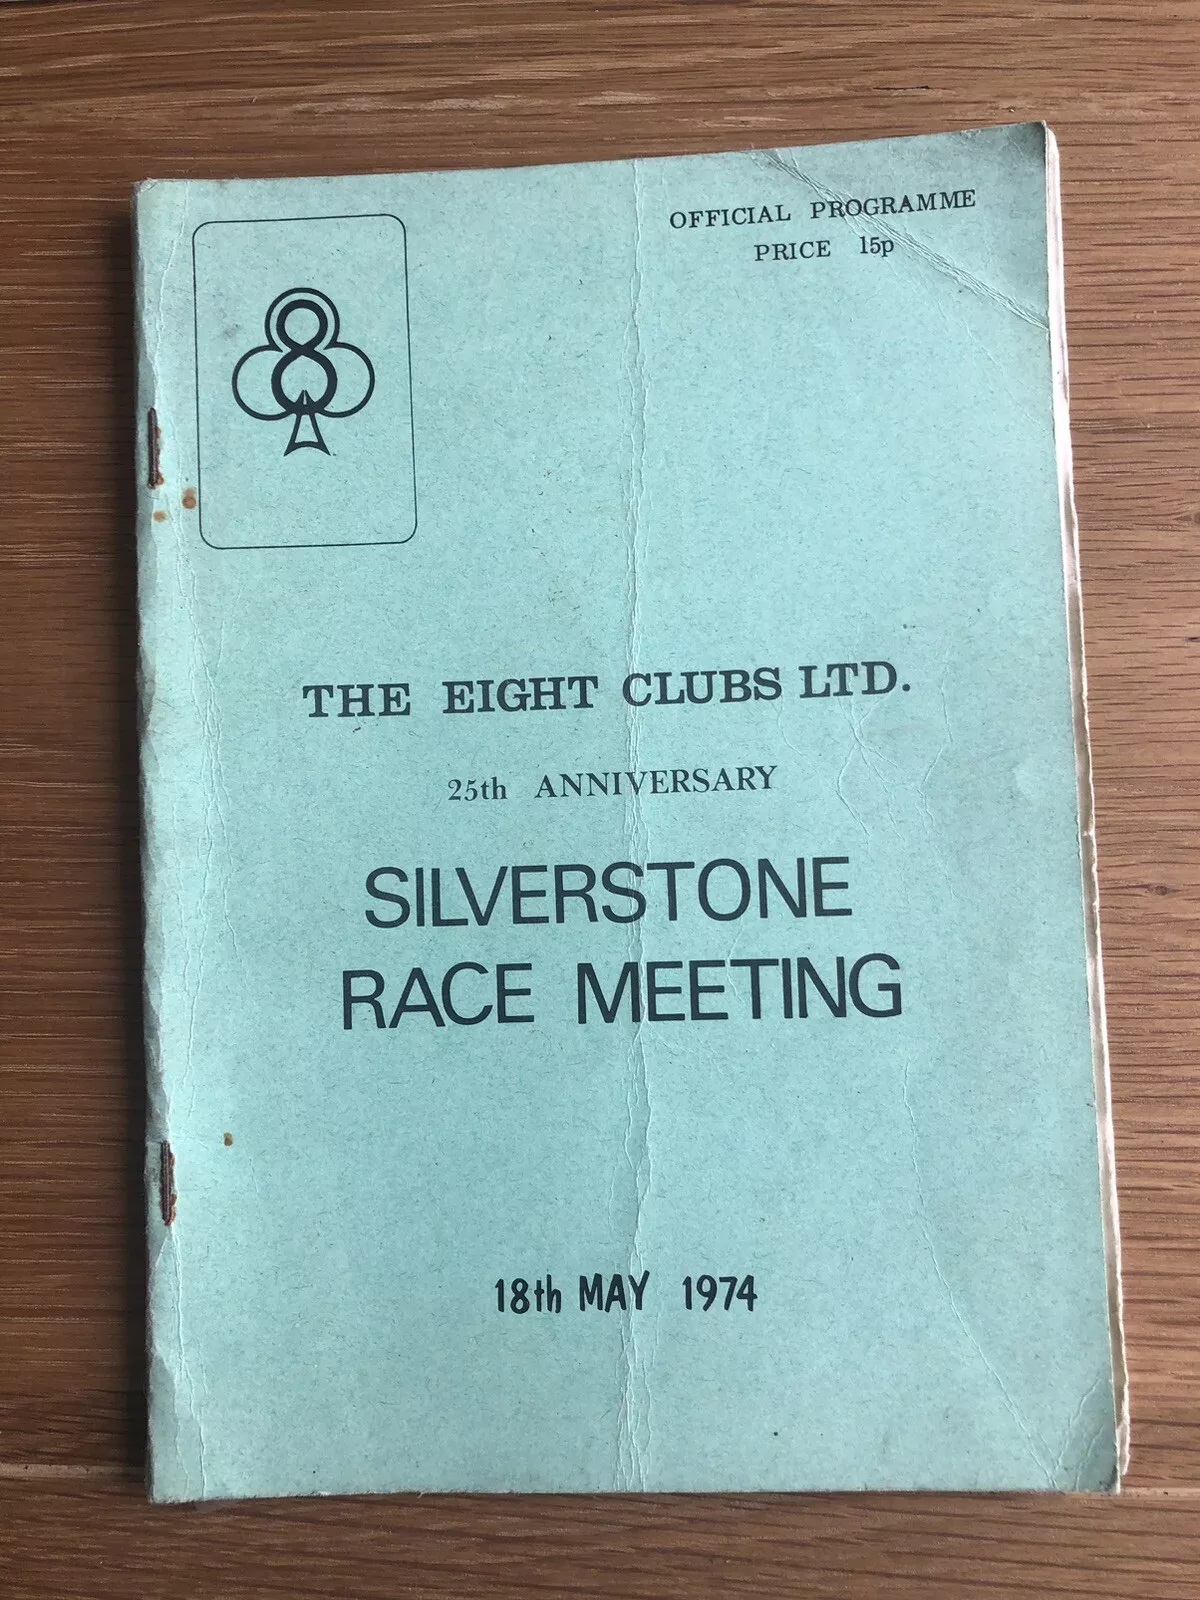 OFFICIAL PROGRAMME
PRICE 15p
8
THE EIGHT CLUBS LTD.
25th ANNIVERSARY
SILVERSTONE
RACE MEETING
18th MAY 1974